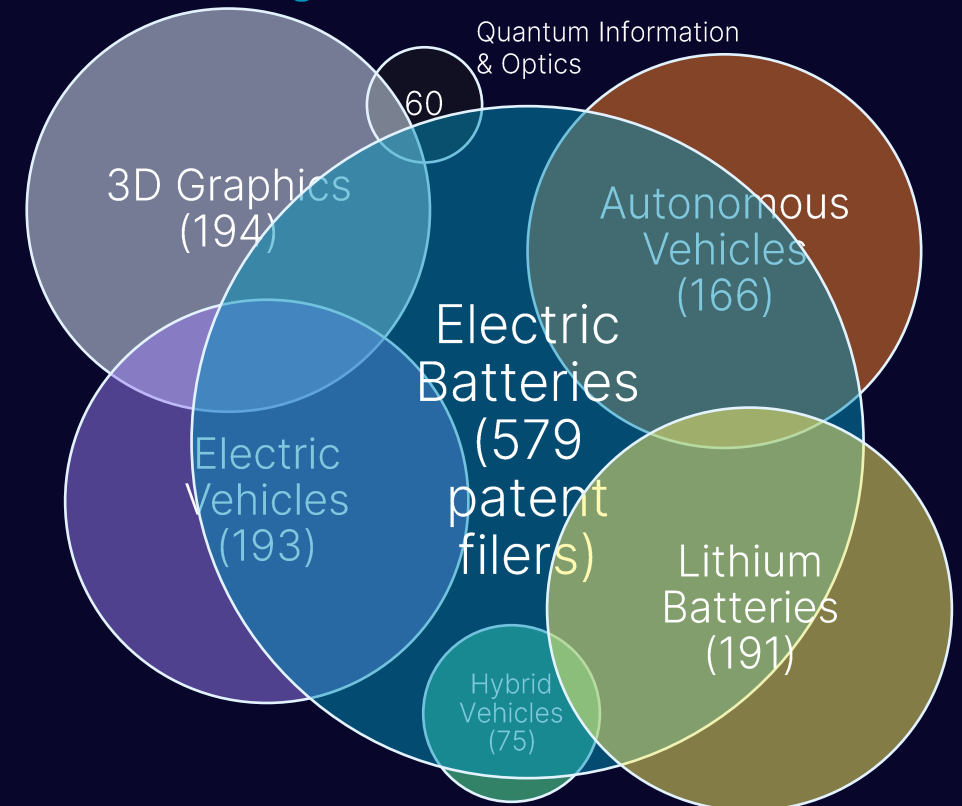 Quantum Information
& Optics
60
3D Graphics
(194)
Autonomous
Vehicles
(166)
Electric
Batteries
(579
patent
filers)
Electric
Vehicles
(193)
Lithium
Batteries
(191)
Hybrid
Vehicles
(75)